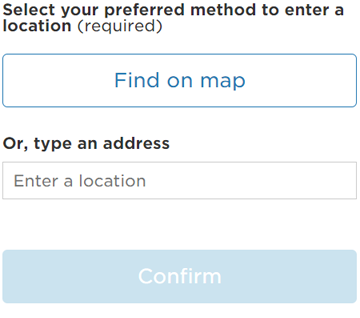 Select your preferred method to enter a
location (required)
Find on map
Or, type an address
Enter a location
Confirm